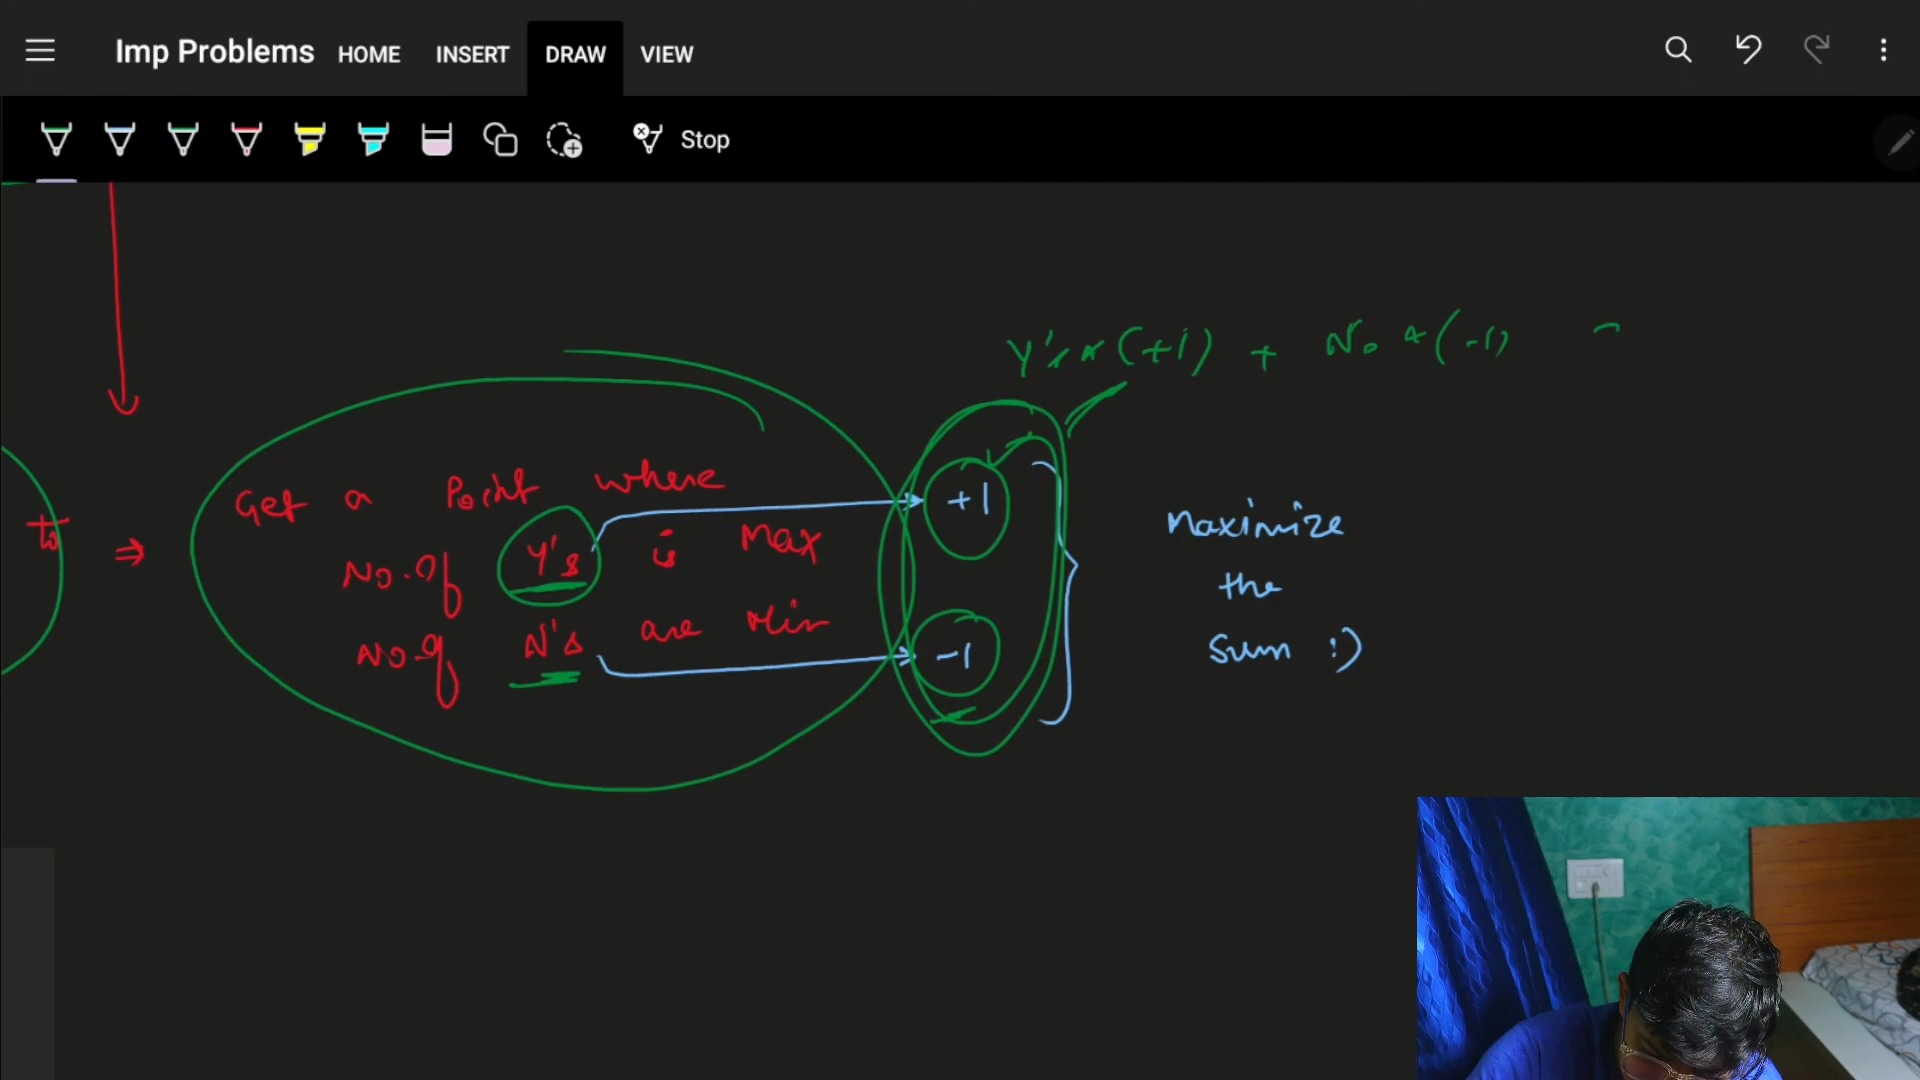 Imp Problems HOME INSERT DRAW VIEW
Stop
Y's * (+1) + No * (-1)
to ⇒
Get a Point where
No. of Y's is Max
No. of N's are Min
+1
-1
Maximize
the
sum :)